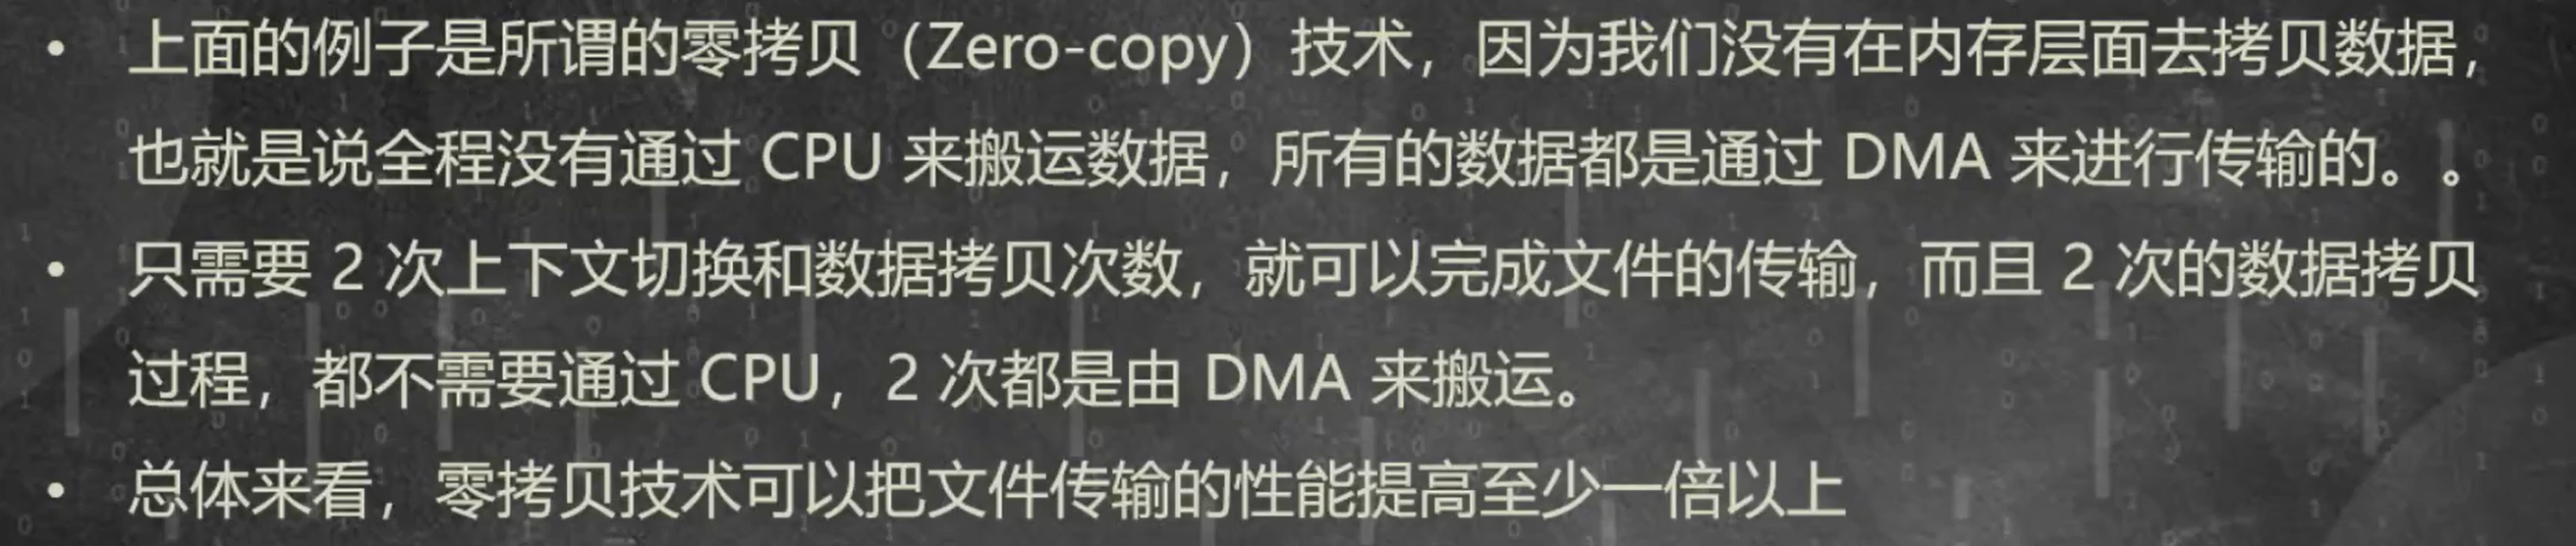 • 上面的例子是所谓的零拷贝（Zero-copy）技术，因为我们没有在内存层面去拷贝数据，
也就是说全程没有通过 CPU 来搬运数据，所有的数据都是通过 DMA 来进行传输的。。
• 只需要 2 次上下文切换和数据拷贝次数，就可以完成文件的传输，而且 2 次的数据拷贝
过程，都不需要通过 CPU，2 次都是由 DMA 来搬运。
• 总体来看，零拷贝技术可以把文件传输的性能提高至少一倍以上